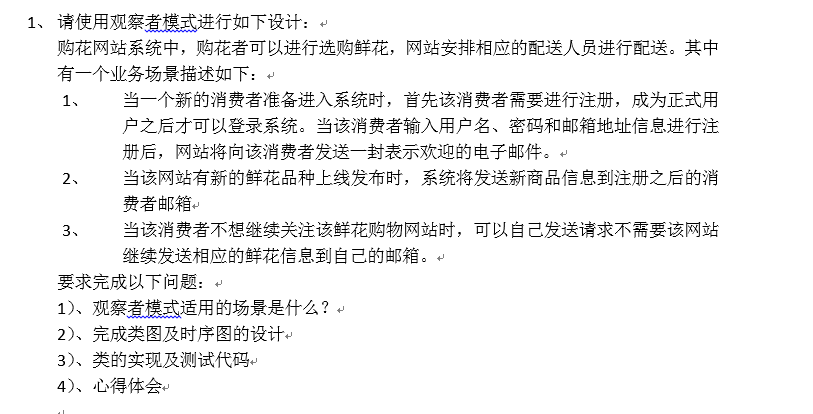 1、 请使用观察者模式进行如下设计：
购花网站系统中，购花者可以进行选购鲜花，网站安排相应的配送人员进行配送。其中
有一个业务场景描述如下：
1、 当一个新的消费者准备进入系统时，首先该消费者需要进行注册，成为正式用
户之后才可以登录系统。当该消费者输入用户名、密码和邮箱地址信息进行注
册后，网站将向该消费者发送一封表示欢迎的电子邮件。
2、 当该网站有新的鲜花品种上线发布时，系统将发送新商品信息到注册之后的消
费者邮箱
3、 当该消费者不想继续关注该鲜花购物网站时，可以自己发送请求不需要该网站
继续发送相应的鲜花信息到自己的邮箱。
要求完成以下问题：
1）、观察者模式适用的场景是什么？
2）、完成类图及时序图的设计
3）、类的实现及测试代码
4）、心得体会